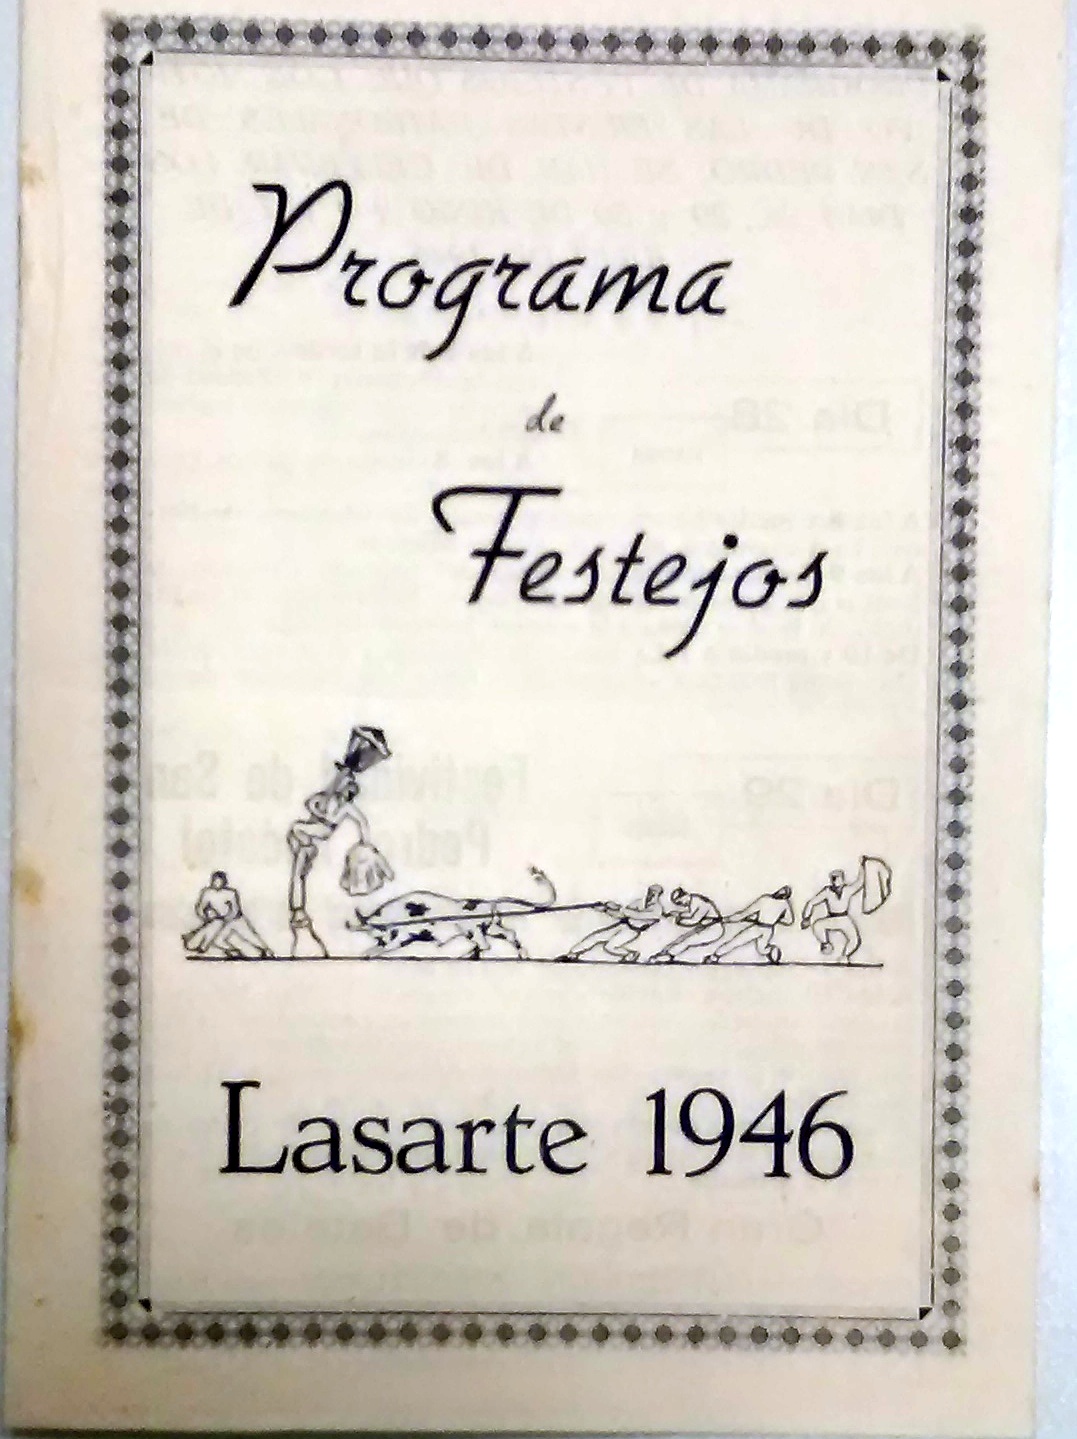 Programa
de
Festejos
Lasarte 1946